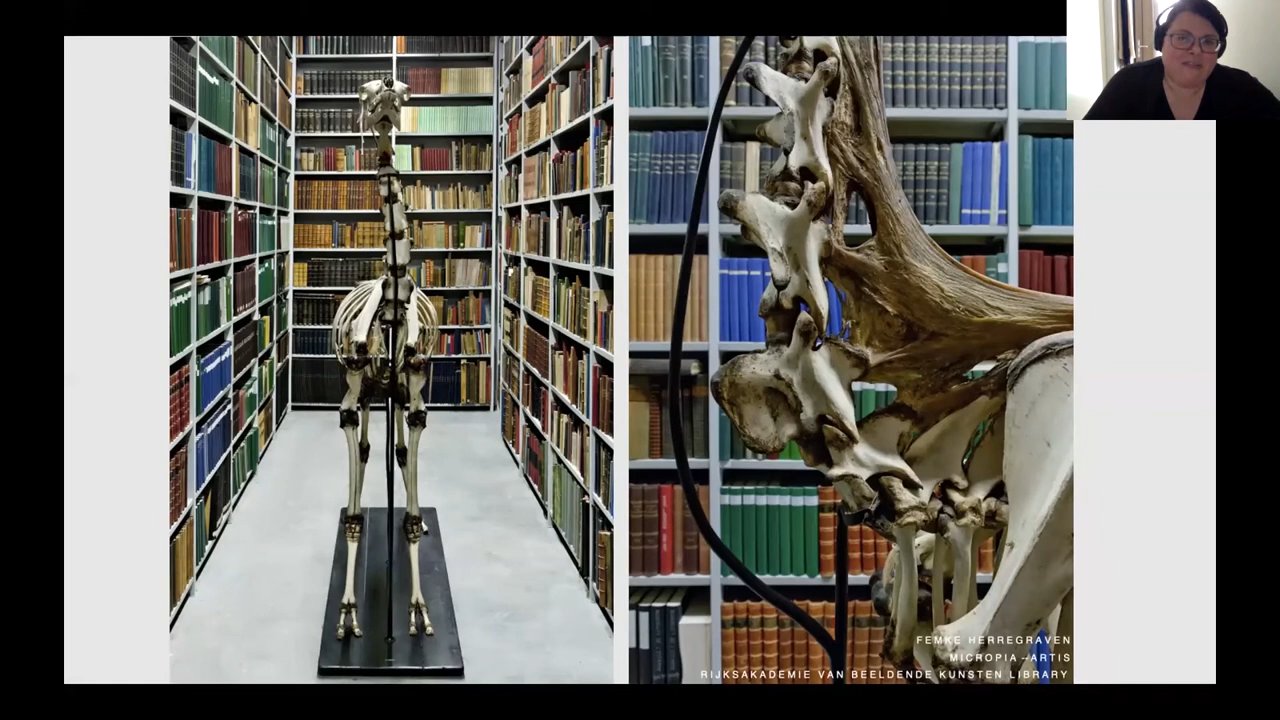 FEMKE HERREGRAVEN
MICROPIA –ARTIS
RIJKSAKADEMIE VAN BEELDENDE KUNSTEN LIBRARY